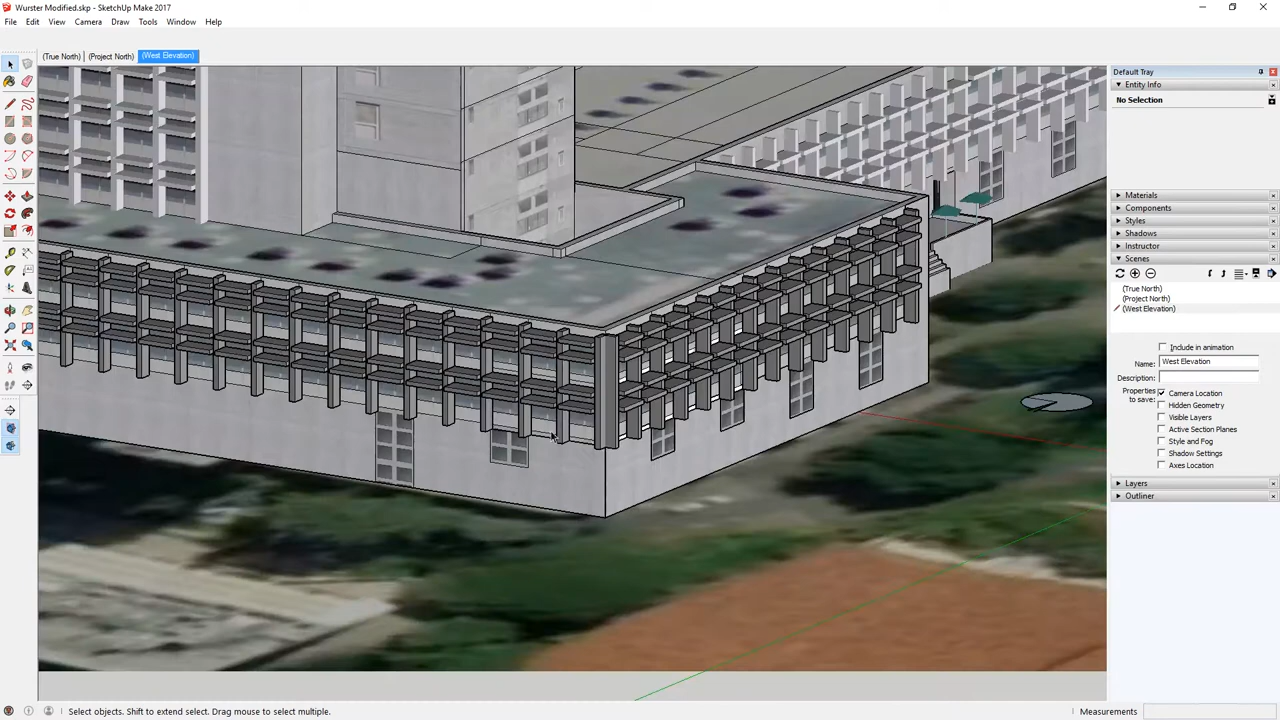 Wurster Modified.skp - SketchUp Make 2017
File Edit View Camera Draw Tools Window Help
(True North) (Project North) (West Elevation)
Default Tray
Entity Info
No Selection
Materials
Components
Styles
Shadows
Instructor
Scenes
(True North)
(Project North)
(West Elevation)
Include in animation
Name: West Elevation
Description:
Properties to save:
Camera Location
Hidden Geometry
Visible Layers
Active Section Planes
Style and Fog
Shadow Settings
Axes Location
Layers
Outliner
Select objects. Shift to extend select. Drag mouse to select multiple.
Measurements